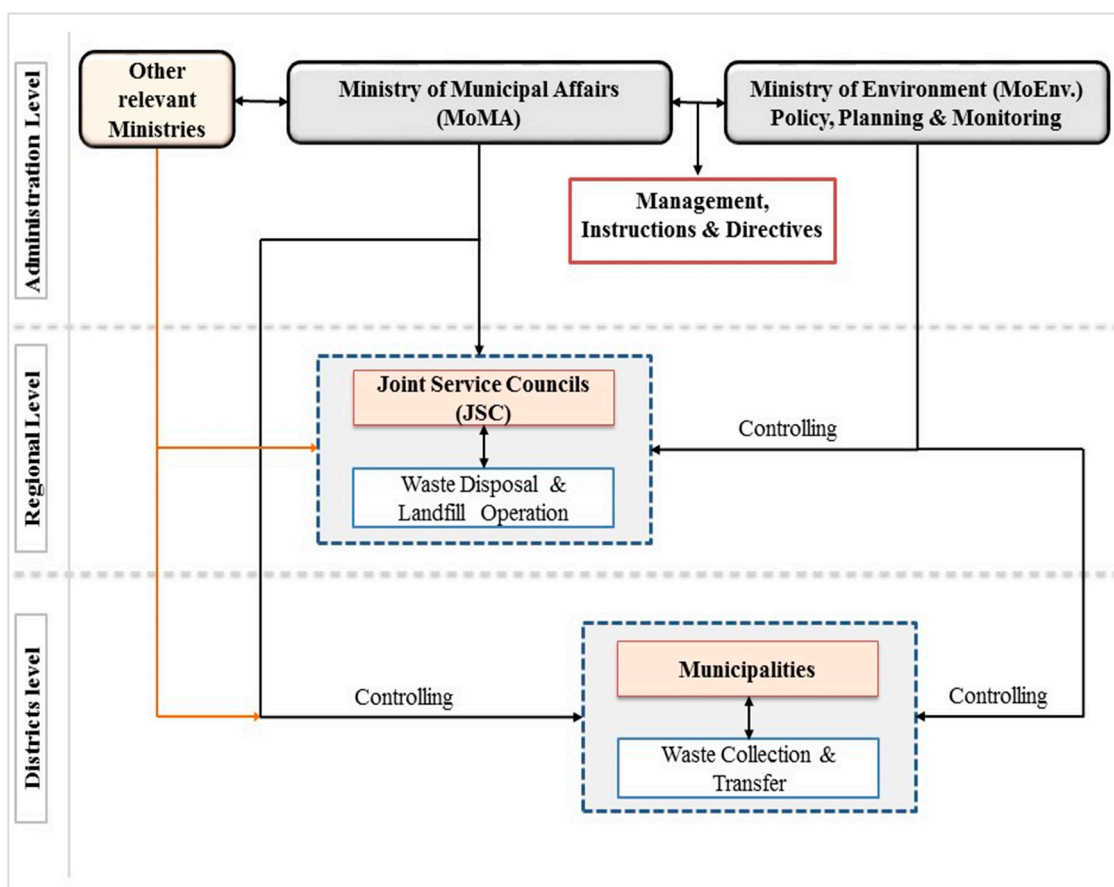 Administration Level
Other
relevant
Ministries
Ministry of Municipal Affairs
(MoMA)
Ministry of Environment (MoEnv.)
Policy, Planning & Monitoring
Management,
Instructions & Directives
Regional Level
Joint Service Councils
(JSC)
Waste Disposal &
Landfill Operation
Controlling
Districts level
Controlling
Municipalities
Waste Collection &
Transfer
Controlling